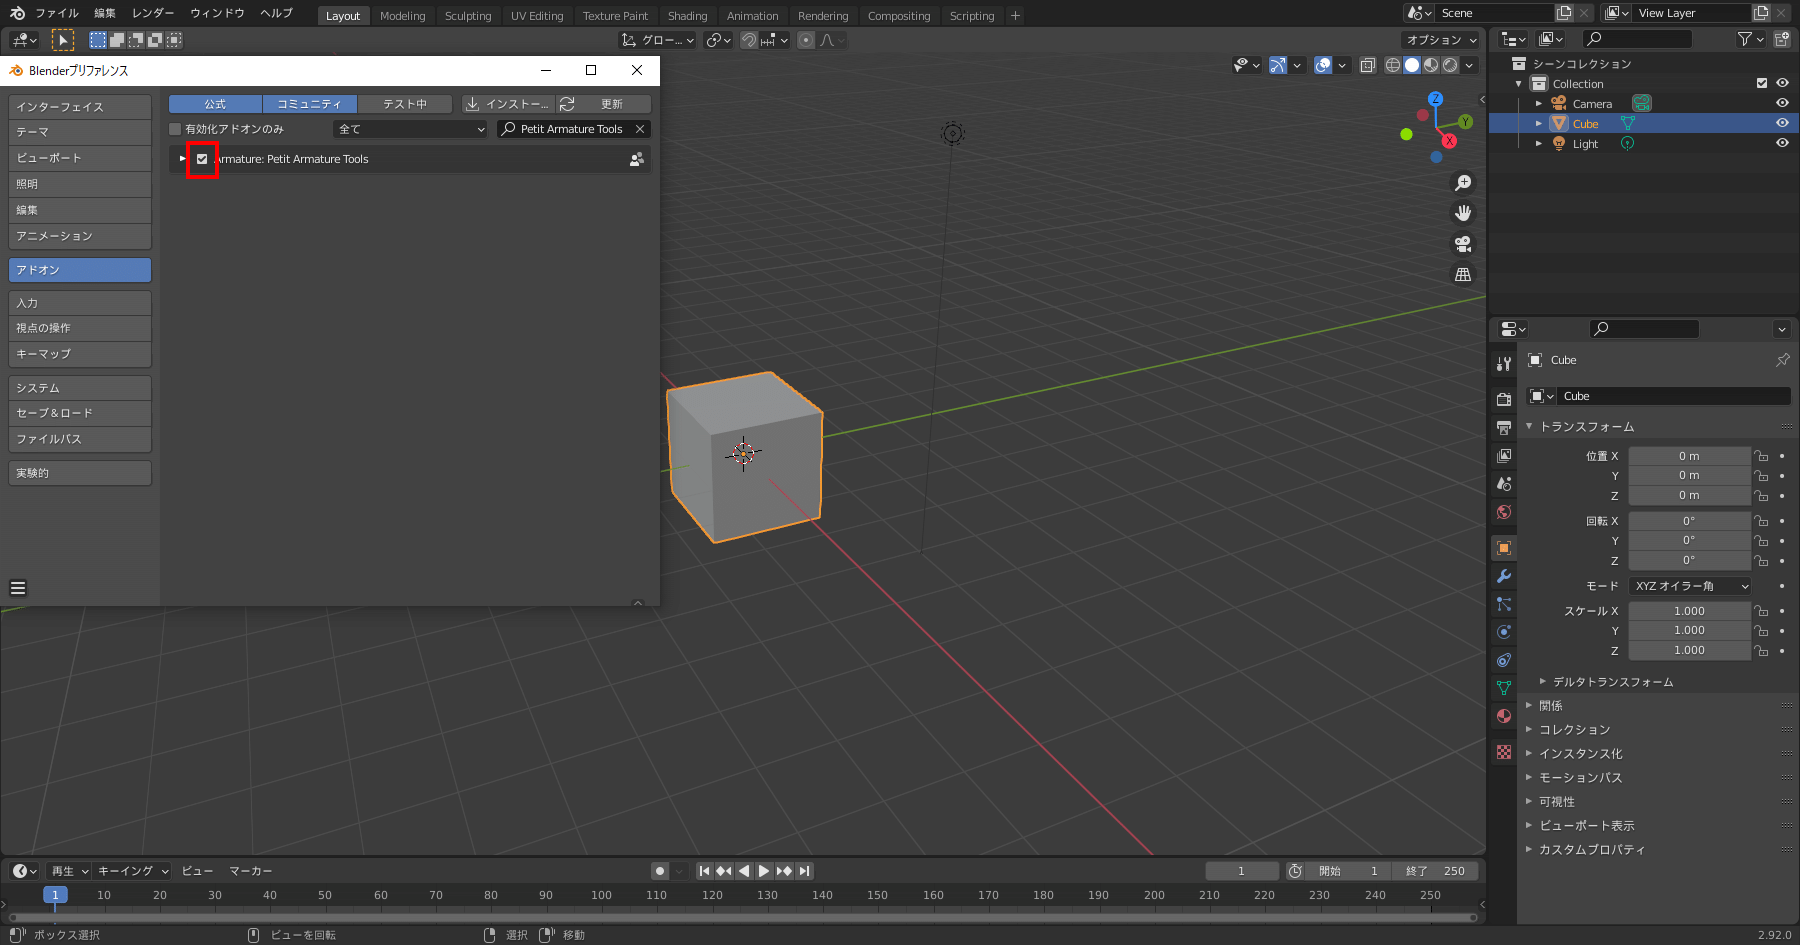 ファイル 編集 レンダー ウィンドウ ヘルプ Layout Modeling Sculpting UV Editing Texture Paint Shading Animation Rendering Compositing Scripting + Scene View Layer
グロー... オプション
Blenderプリファレンス
インターフェイス
テーマ
ビューポート
照明
編集
アニメーション
アドオン
入力
視点の操作
キーマップ
システム
セーブ＆ロード
ファイルパス
実験的
公式 コミュニティ テスト中 インストー... 更新
有効化アドオンのみ 全て Petit Armature Tools
Armature: Petit Armature Tools
Z
Y
X
シーンコレクション
Collection
Camera
Cube
Light
Cube
Cube
トランスフォーム
位置 X 0 m
Y 0 m
Z 0 m
回転 X 0°
Y 0°
Z 0°
モード XYZ オイラー角
スケール X 1.000
Y 1.000
Z 1.000
デルタトランスフォーム
関係
コレクション
インスタンス化
モーションパス
可視性
ビューポート表示
カスタムプロパティ
再生 キーイング ビュー マーカー 1 開始 1 終了 250
1 10 20 30 40 50 60 70 80 90 100 110 120 130 140 150 160 170 180 190 200 210 220 230 240 250
ボックス選択 ビューを回転 選択 移動 2.92.0